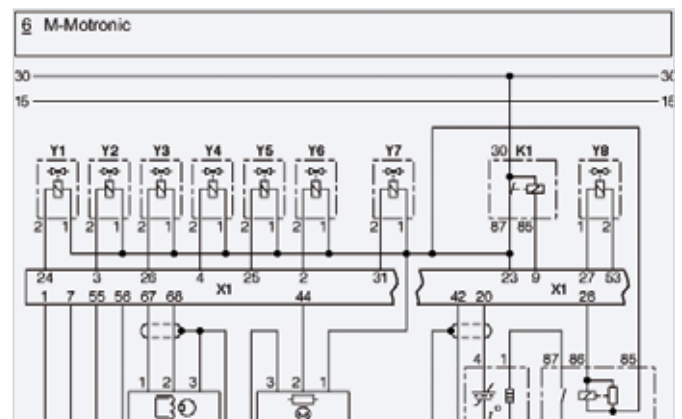 6 M-Motronic
30 30
15 15
Y1 Y2 Y3 Y4 Y5 Y6 Y7 30 K1 Y8
2 1 2 1 2 1 2 1 2 1 2 1 2 1 87 85 1 2
24 3 26 4 25 2 31 23 9 27 53
X1 X1
1 7 55 56 67 68 44 42 20 28
4 1 87 86 85
1 2 3 3 2 1